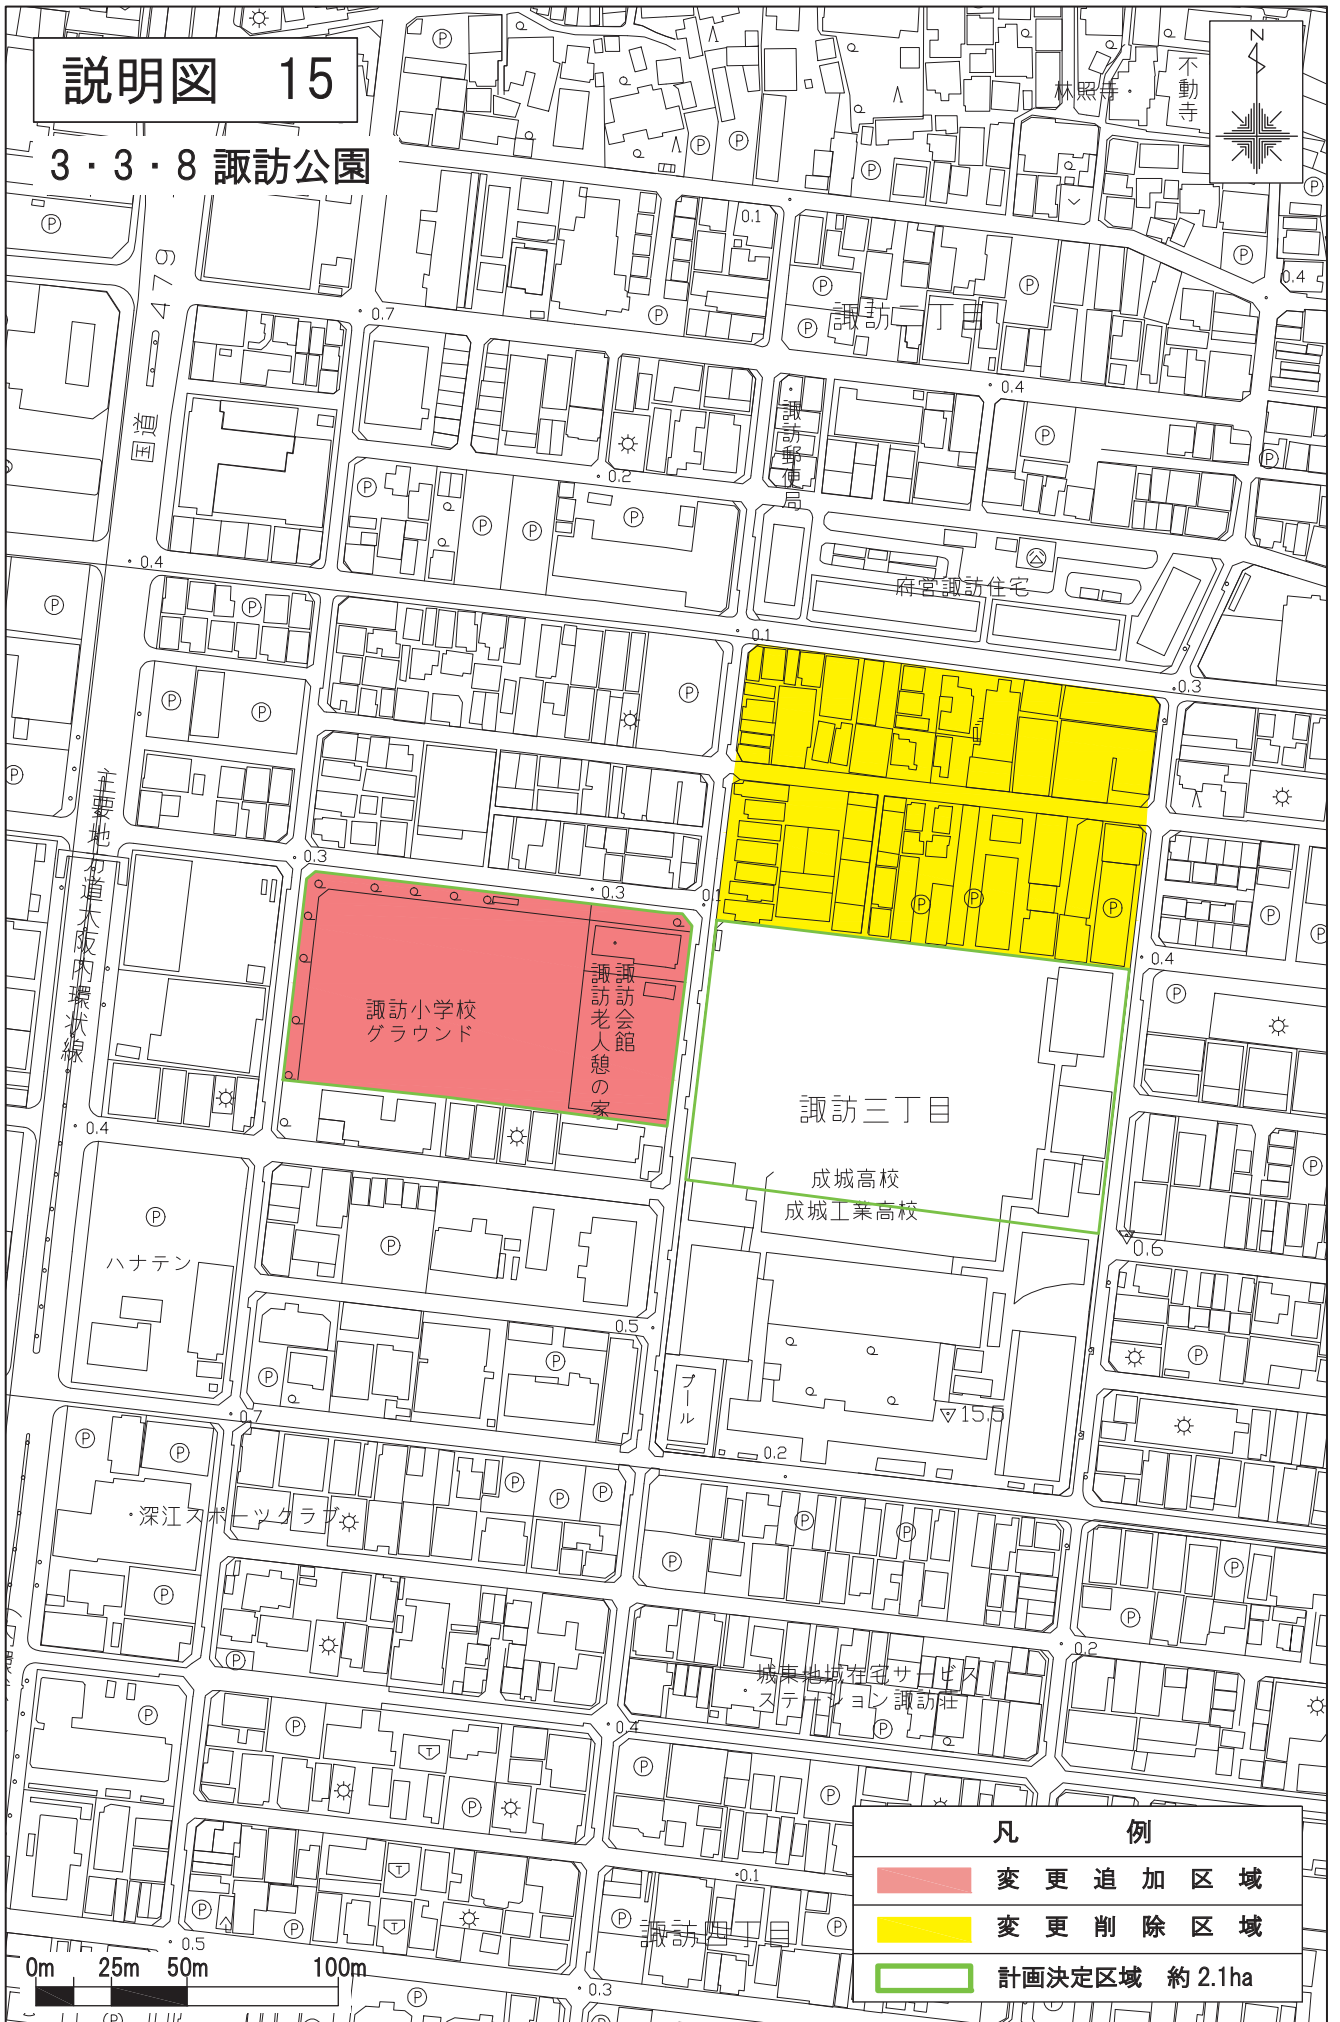 説明図 15
3・3・8 諏訪公園
N
林照寺
不動寺
0.1
0.4
0.7
諏訪二丁目
国道 479
0.4
諏訪郵便局
0.2
0.4
府営諏訪住宅
0.1
0.3
主要地方道大阪内環状線
0.3
0.3
0.1
0.4
諏訪小学校
グラウンド
諏訪会館
諏訪老人憩の家
諏訪三丁目
0.4
成城高校
成城工業高校
0.6
ハナテン
0.5
プール
0.7
15.5
0.2
深江スポーツクラブ
0.2
城東地域在宅サービス
ステーション諏訪荘
0.4
0.1
諏訪四丁目
0.5
0.3
0m 25m 50m 100m
凡 例
変更追加区域
変更削除区域
計画決定区域 約 2.1ha